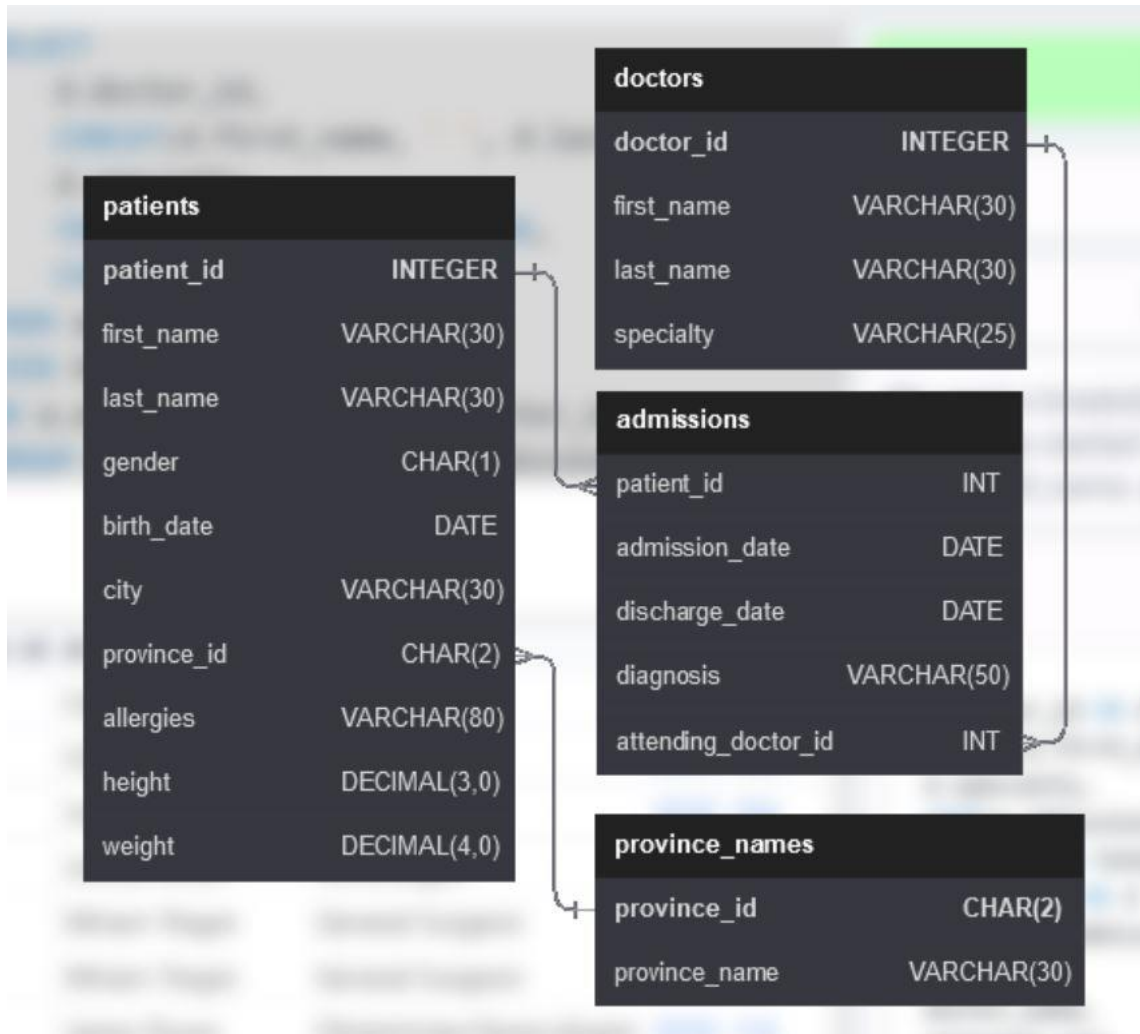 patients
patient_id INTEGER
first_name VARCHAR(30)
last_name VARCHAR(30)
gender CHAR(1)
birth_date DATE
city VARCHAR(30)
province_id CHAR(2)
allergies VARCHAR(80)
height DECIMAL(3,0)
weight DECIMAL(4,0)
doctors
doctor_id INTEGER
first_name VARCHAR(30)
last_name VARCHAR(30)
specialty VARCHAR(25)
admissions
patient_id INT
admission_date DATE
discharge_date DATE
diagnosis VARCHAR(50)
attending_doctor_id INT
province_names
province_id CHAR(2)
province_name VARCHAR(30)